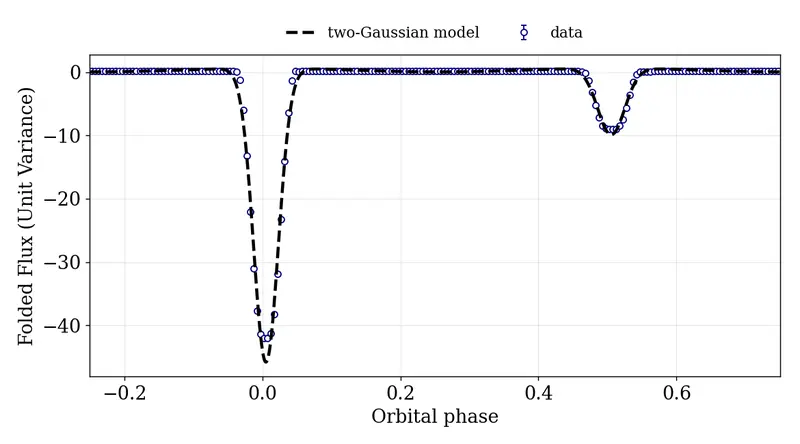 two-Gaussian model
data
Folded Flux (Unit Variance)
0
−10
−20
−30
−40
−0.2
0.0
0.2
0.4
0.6
Orbital phase